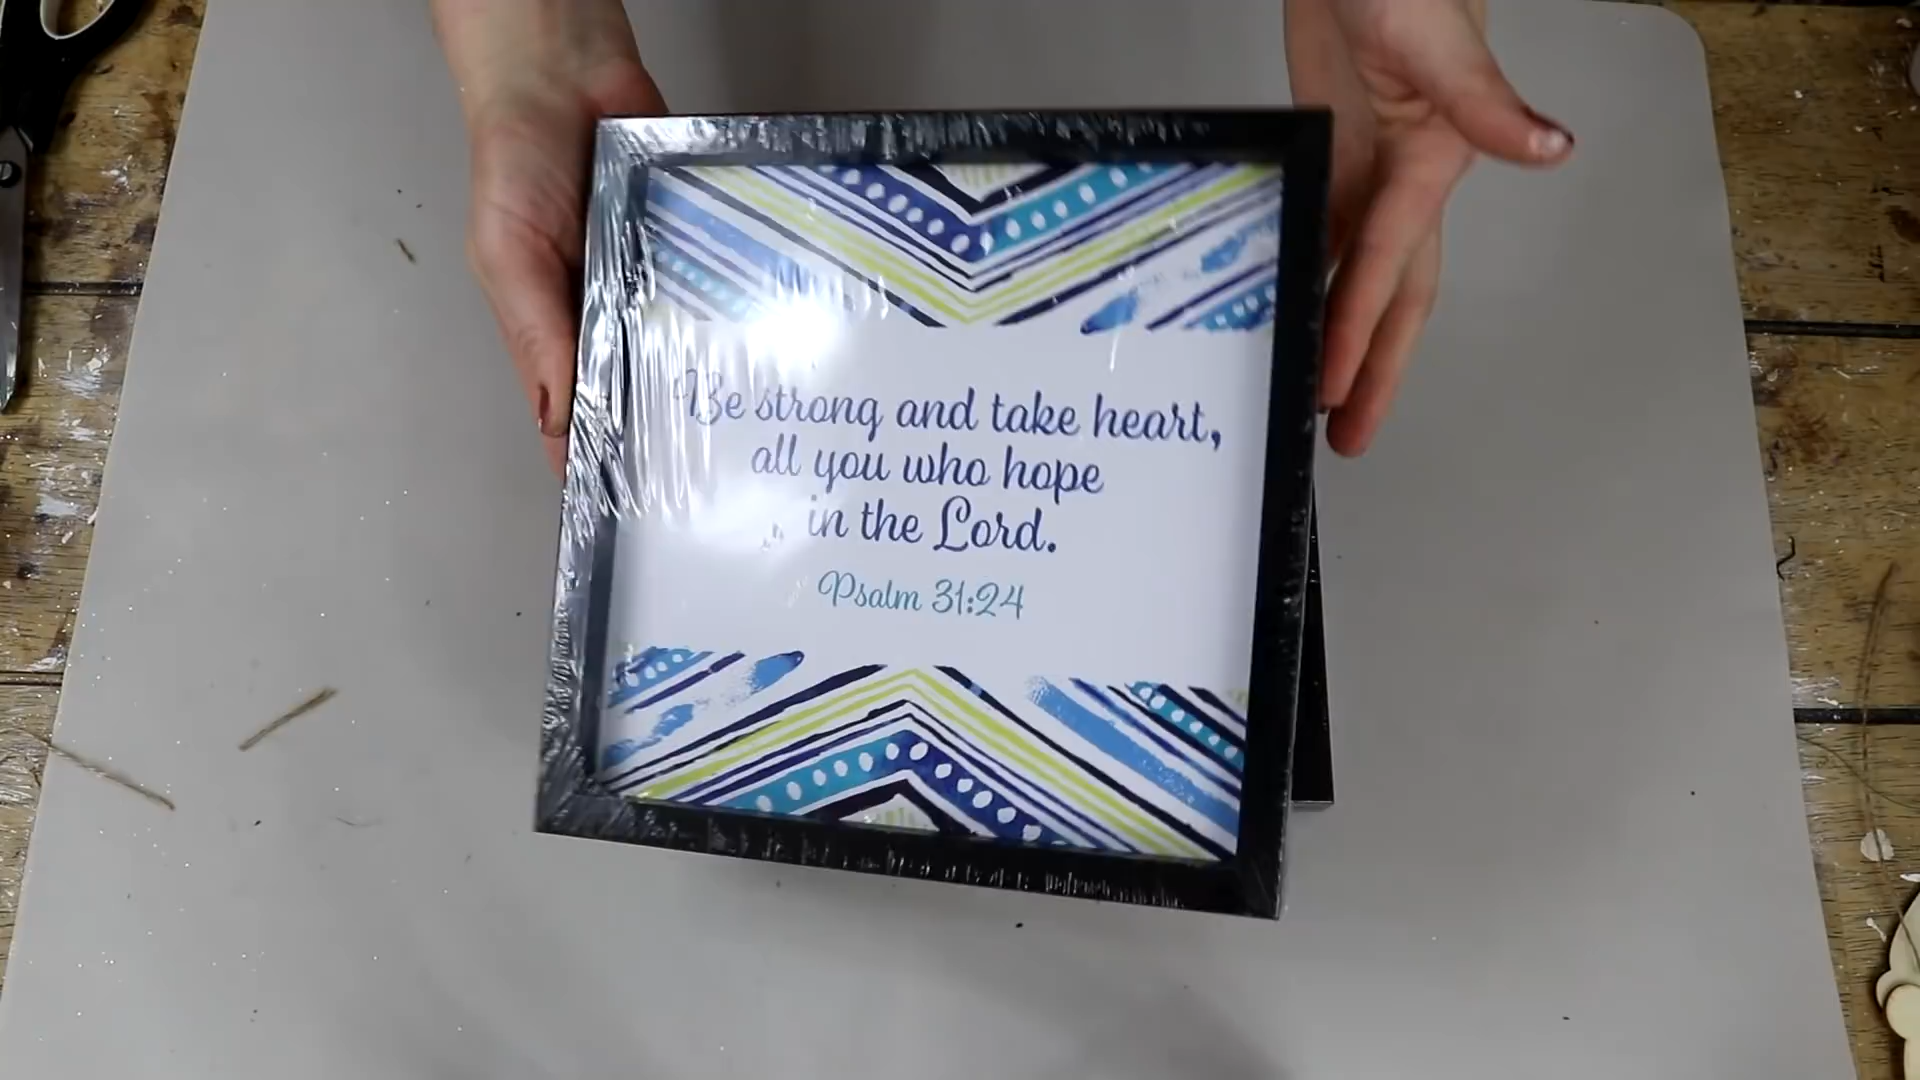 Be strong and take heart,
all you who hope
in the Lord.
Psalm 31:24